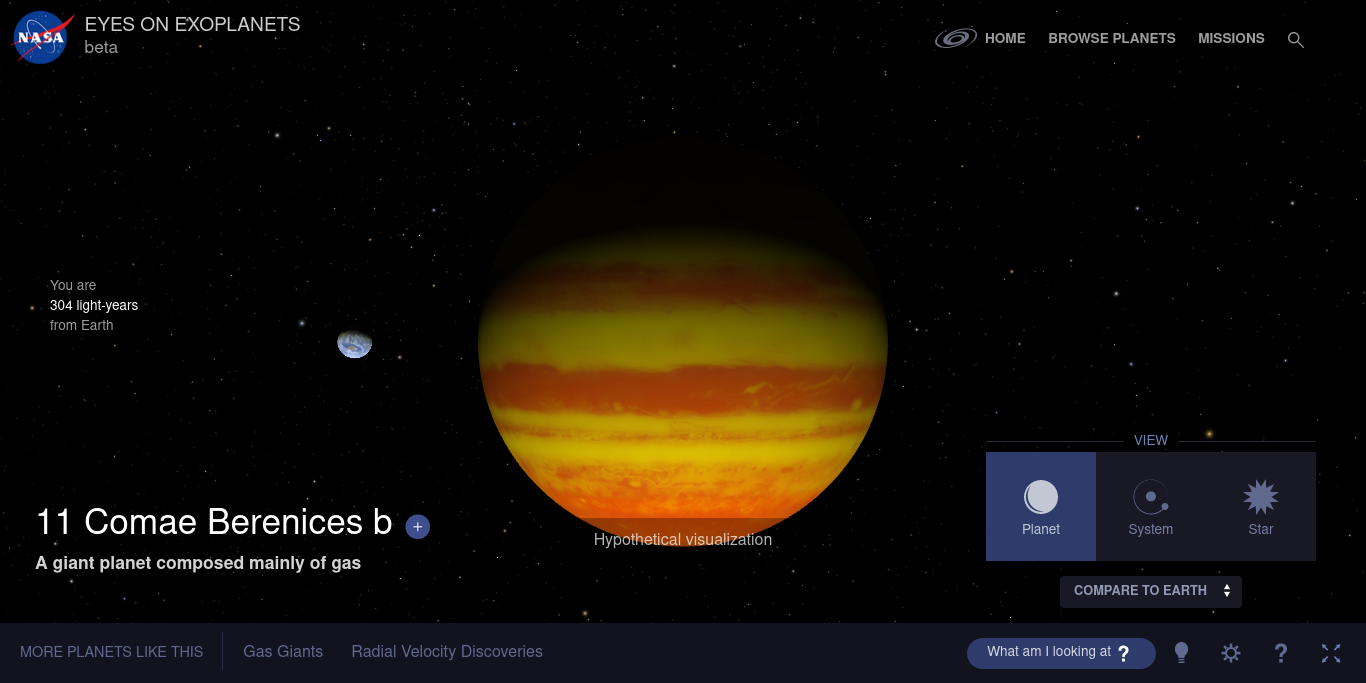 NASA
EYES ON EXOPLANETS
beta
HOME
BROWSE PLANETS
MISSIONS
You are
304 light-years
from Earth
VIEW
Planet
System
Star
11 Comae Berenices b +
A giant planet composed mainly of gas
Hypothetical visualization
COMPARE TO EARTH
MORE PLANETS LIKE THIS
Gas Giants
Radial Velocity Discoveries
What am I looking at ?
?